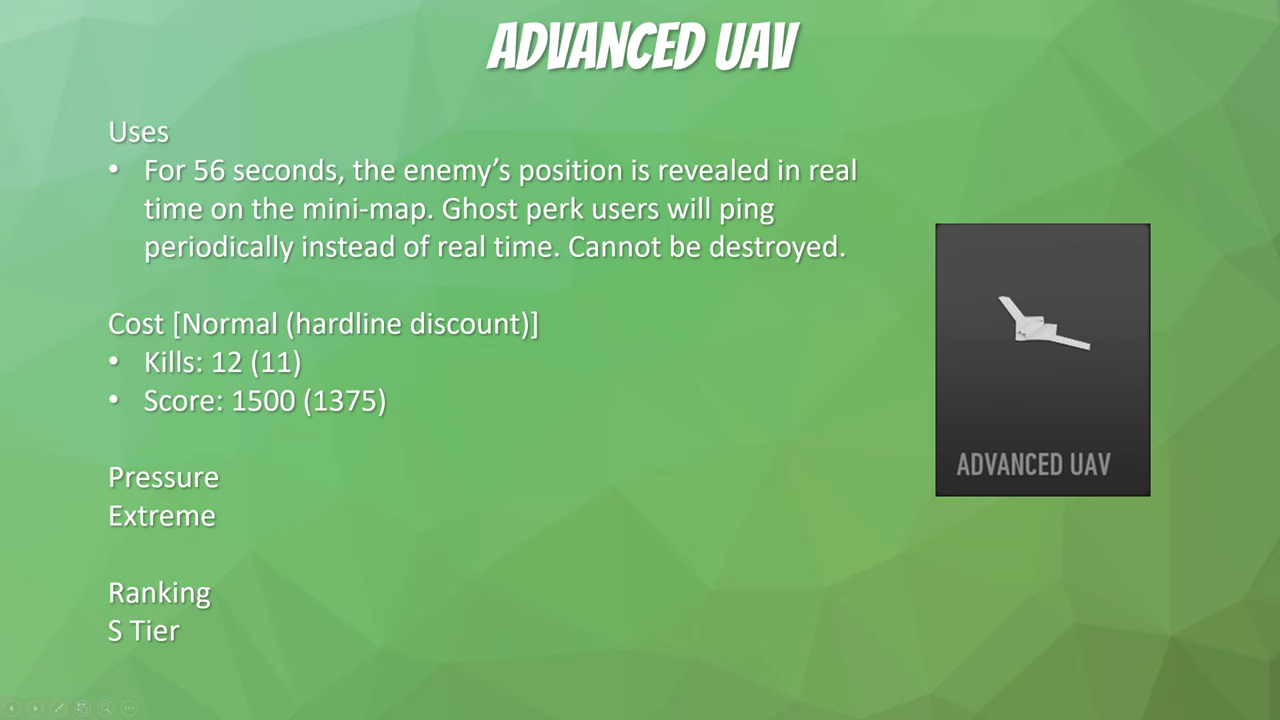 ADVANCED UAV
Uses
• For 56 seconds, the enemy’s position is revealed in real
time on the mini-map. Ghost perk users will ping
periodically instead of real time. Cannot be destroyed.
Cost [Normal (hardline discount)]
• Kills: 12 (11)
• Score: 1500 (1375)
ADVANCED UAV
Pressure
Extreme
Ranking
S Tier